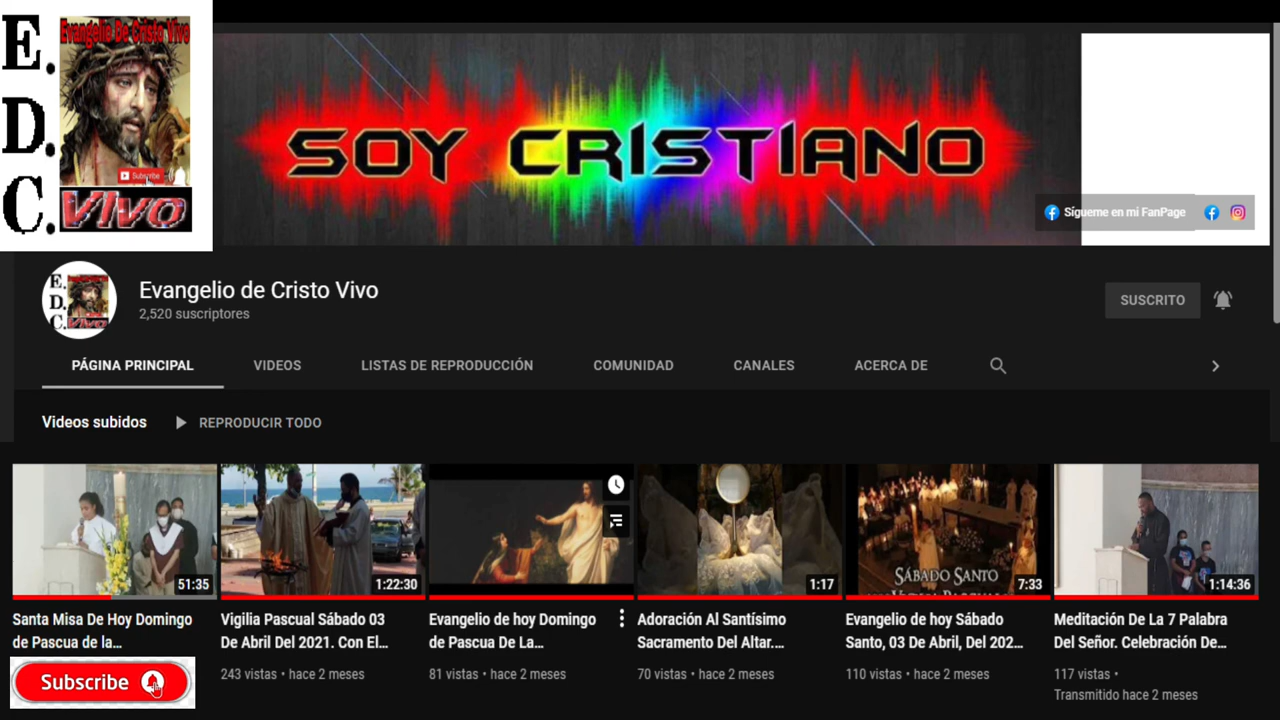 E.
D.
C.
Evangelio De Cristo Vivo
Subscribe
Vivo
SOY CRISTIANO
Sígueme en mi FanPage
E.
D.
C.
Vivo
Evangelio de Cristo Vivo
2,520 suscriptores
SUSCRITO
PÁGINA PRINCIPAL
VIDEOS
LISTAS DE REPRODUCCIÓN
COMUNIDAD
CANALES
ACERCA DE
Videos subidos
REPRODUCIR TODO
51:35
Santa Misa De Hoy Domingo
de Pascua de la...
1:22:30
Vigilia Pascual Sábado 03
De Abril Del 2021. Con El...
243 vistas • hace 2 meses
Evangelio de hoy Domingo
de Pascua De La...
81 vistas • hace 2 meses
1:17
Adoración Al Santísimo
Sacramento Del Altar....
70 vistas • hace 2 meses
SÁBADO SANTO
7:33
Evangelio de hoy Sábado
Santo, 03 De Abril, Del 202...
110 vistas • hace 2 meses
1:14:36
Meditación De La 7 Palabra
Del Señor. Celebración De...
117 vistas •
Transmitido hace 2 meses
Subscribe